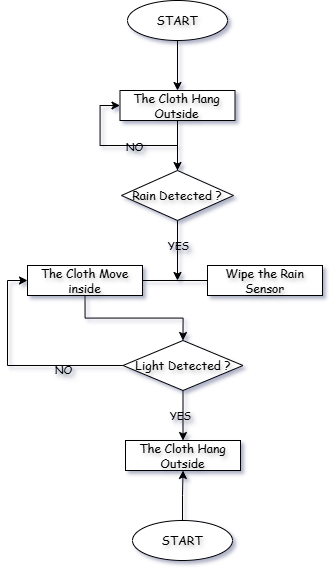 START
The Cloth Hang
Outside
NO
Rain Detected ?
YES
The Cloth Move
inside
Wipe the Rain
Sensor
Light Detected ?
NO
YES
The Cloth Hang
Outside
START